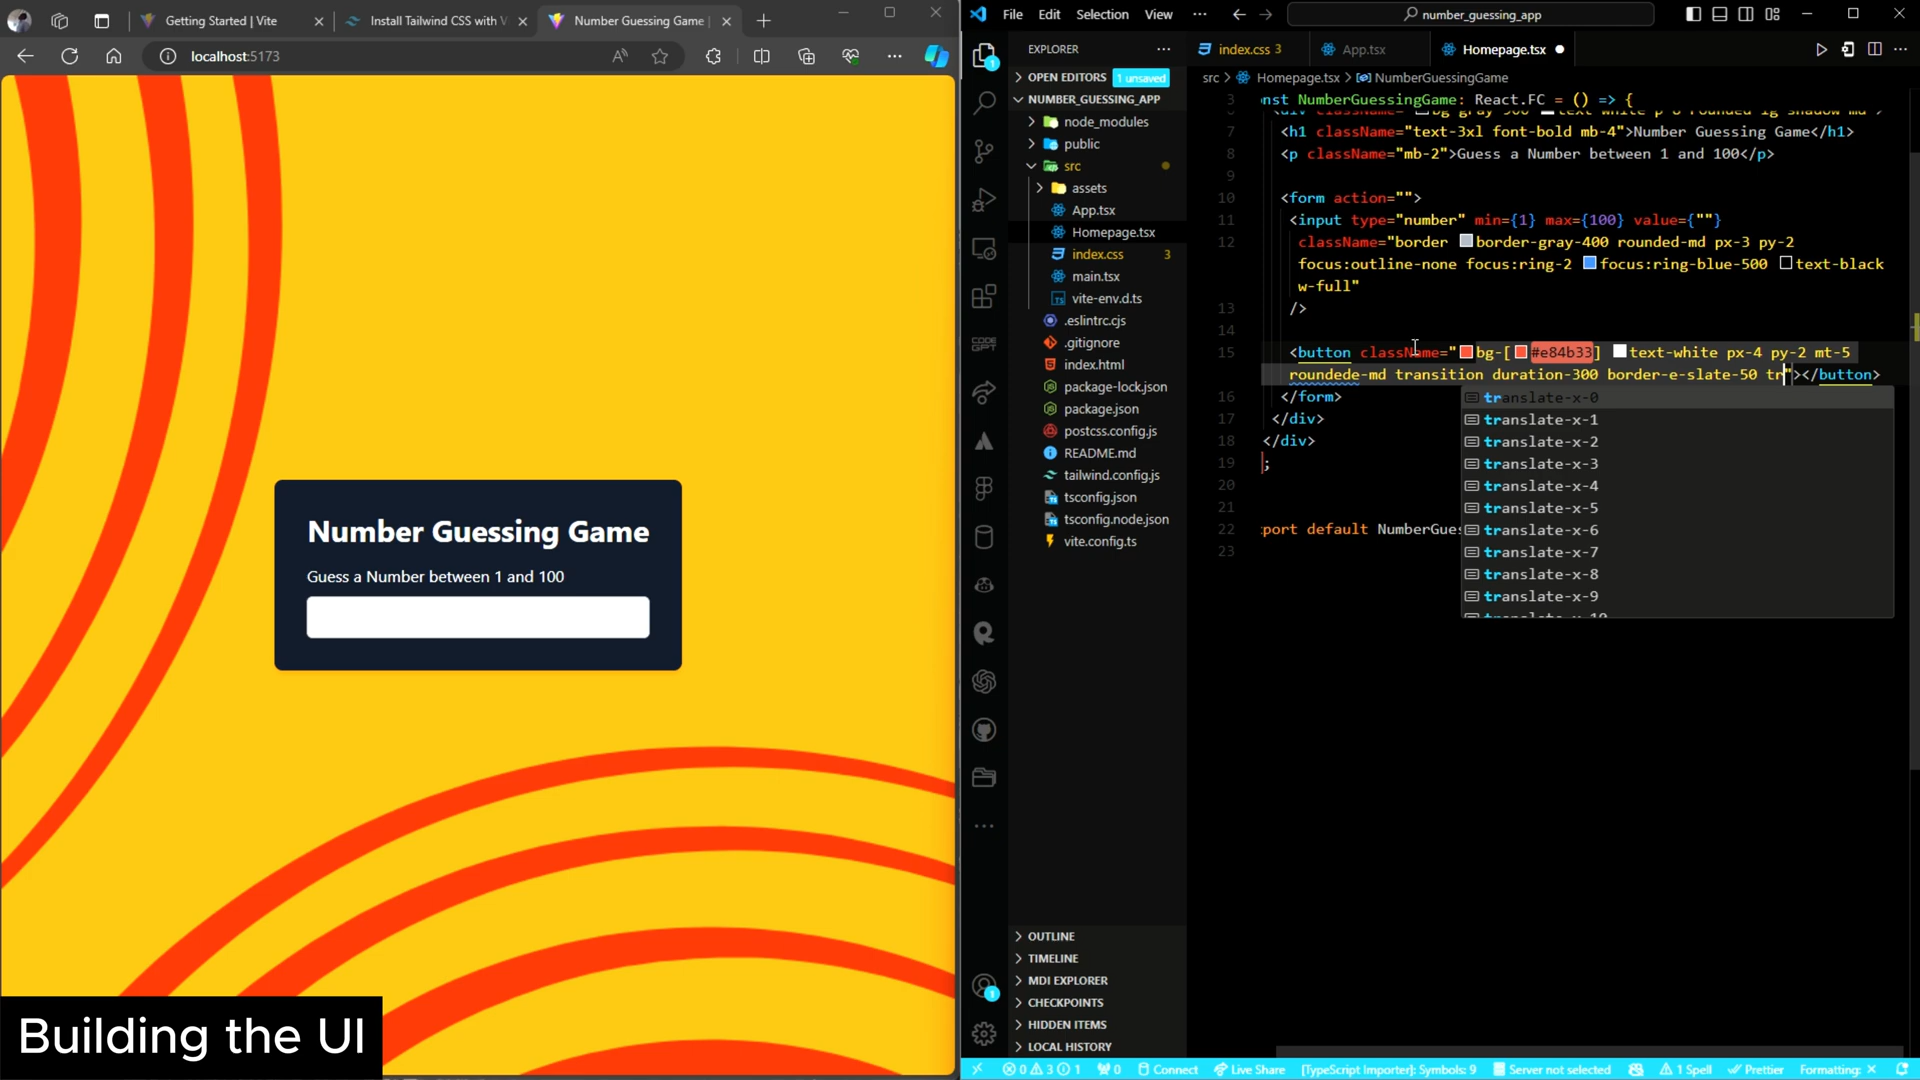 Getting Started | Vite
Install Tailwind CSS with V
Number Guessing Game |
localhost:5173
Number Guessing Game
Guess a Number between 1 and 100
Building the UI
File Edit Selection View ···
number_guessing_app
EXPLORER
OPEN EDITORS 1 unsaved
NUMBER_GUESSING_APP
node_modules
public
src
assets
App.tsx
Homepage.tsx
index.css 3
main.tsx
vite-env.d.ts
.eslintrc.cjs
.gitignore
index.html
package-lock.json
package.json
postcss.config.js
README.md
tailwind.config.js
tsconfig.json
tsconfig.node.json
vite.config.ts
OUTLINE
TIMELINE
MDI EXPLORER
CHECKPOINTS
HIDDEN ITEMS
LOCAL HISTORY
index.css 3 App.tsx Homepage.tsx
src > Homepage.tsx > NumberGuessingGame
3 nst NumberGuessingGame: React.FC = () => {
7 <h1 className="text-3xl font-bold mb-4">Number Guessing Game</h1>
8 <p className="mb-2">Guess a Number between 1 and 100</p>
9
10 <form action="">
11 <input type="number" min={1} max={100} value={""}
12 className="border border-gray-400 rounded-md px-3 py-2
focus:outline-none focus:ring-2 focus:ring-blue-500 text-black
w-full"
13 />
14
15 <button className="bg-[#e84b33] text-white px-4 py-2 mt-5
roundede-md transition duration-300 border-e-slate-50 tr"></button>
16 </form>
17 </div>
18 </div>
19 ;
20
21
22 port default NumberGues
23
translate-x-0
translate-x-1
translate-x-2
translate-x-3
translate-x-4
translate-x-5
translate-x-6
translate-x-7
translate-x-8
translate-x-9
0 3 1 0 Connect Live Share [TypeScript Importer]: Symbols: 9 Server not selected 1 Spell Prettier Formatting: ×